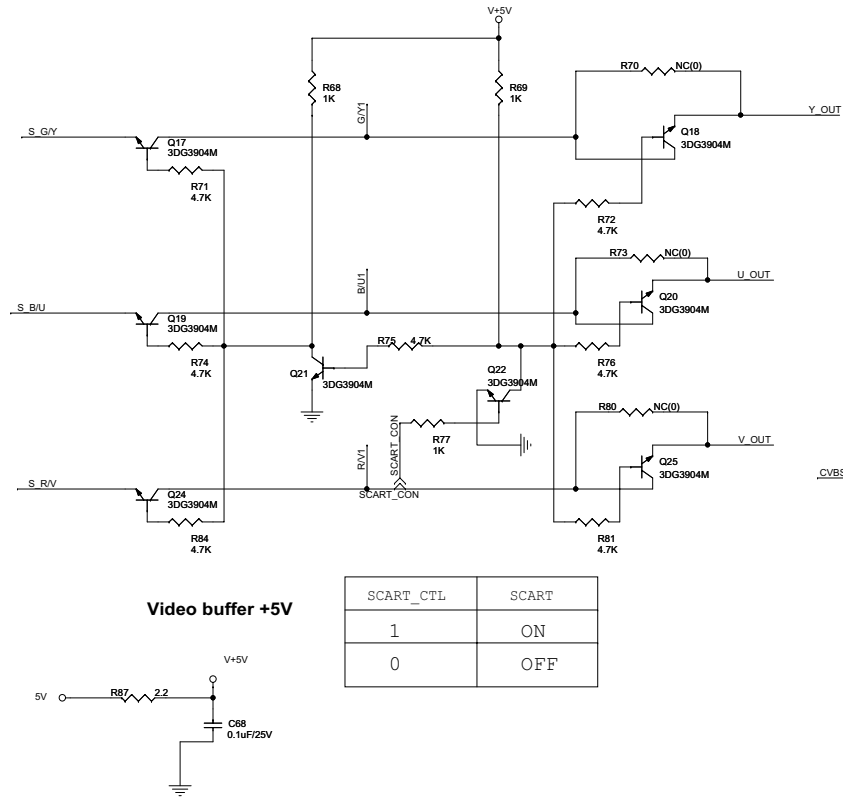 V+5V
R70 NC(0)
R68
1K
R69
1K
G/Y1
Y_OUT
S_G/Y
Q17
3DG3904M
Q18
3DG3904M
R71
4.7K
R72
4.7K
R73 NC(0)
B/U1
U_OUT
S_B/U
Q19
3DG3904M
Q20
3DG3904M
R75 4.7K
R74
4.7K
Q21
3DG3904M
Q22
3DG3904M
R76
4.7K
R80 NC(0)
R77
1K
SCART_CON
R/V1
V_OUT
S_R/V
Q24
3DG3904M
SCART_CON
Q25
3DG3904M
CVBS
R84
4.7K
R81
4.7K
Video buffer +5V
SCART_CTL SCART
1 ON
0 OFF
V+5V
5V
R87 2.2
C68
0.1uF/25V